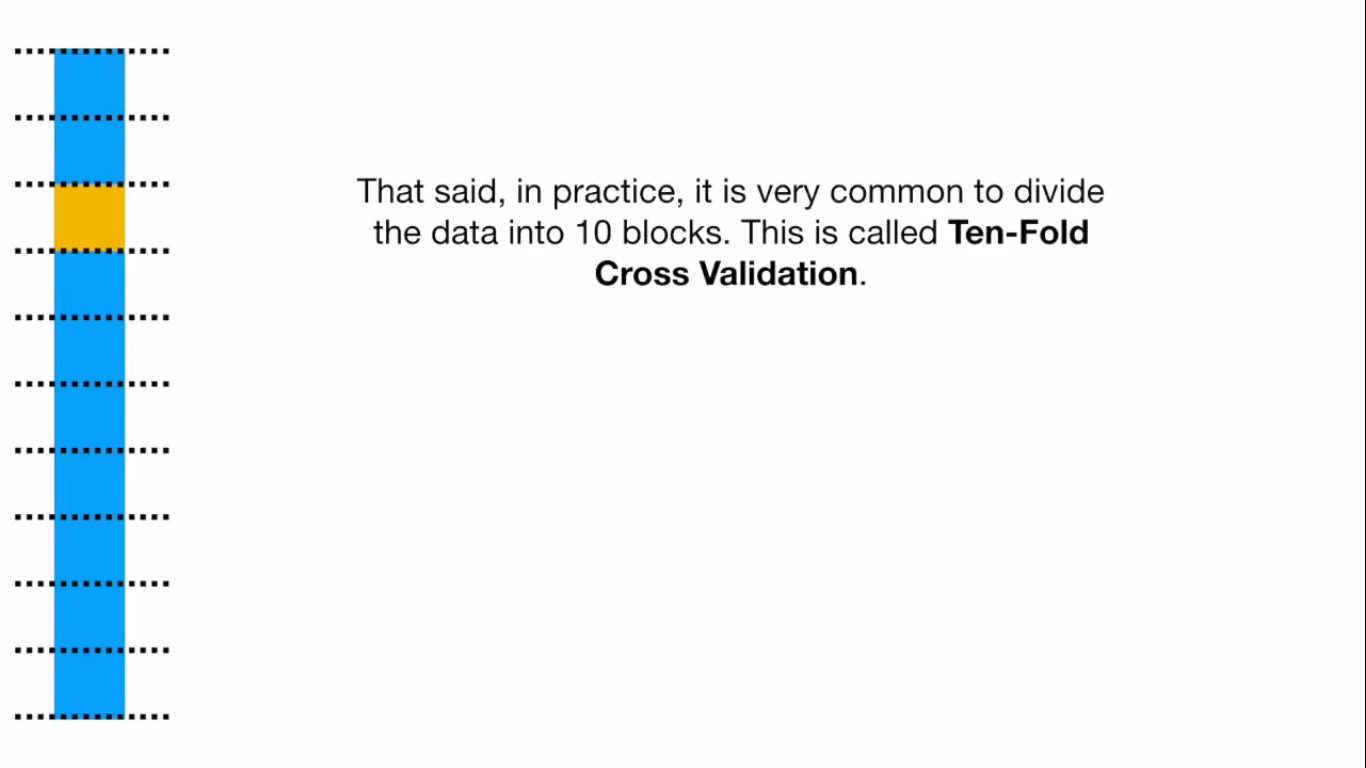 That said, in practice, it is very common to divide
the data into 10 blocks. This is called Ten-Fold
Cross Validation.